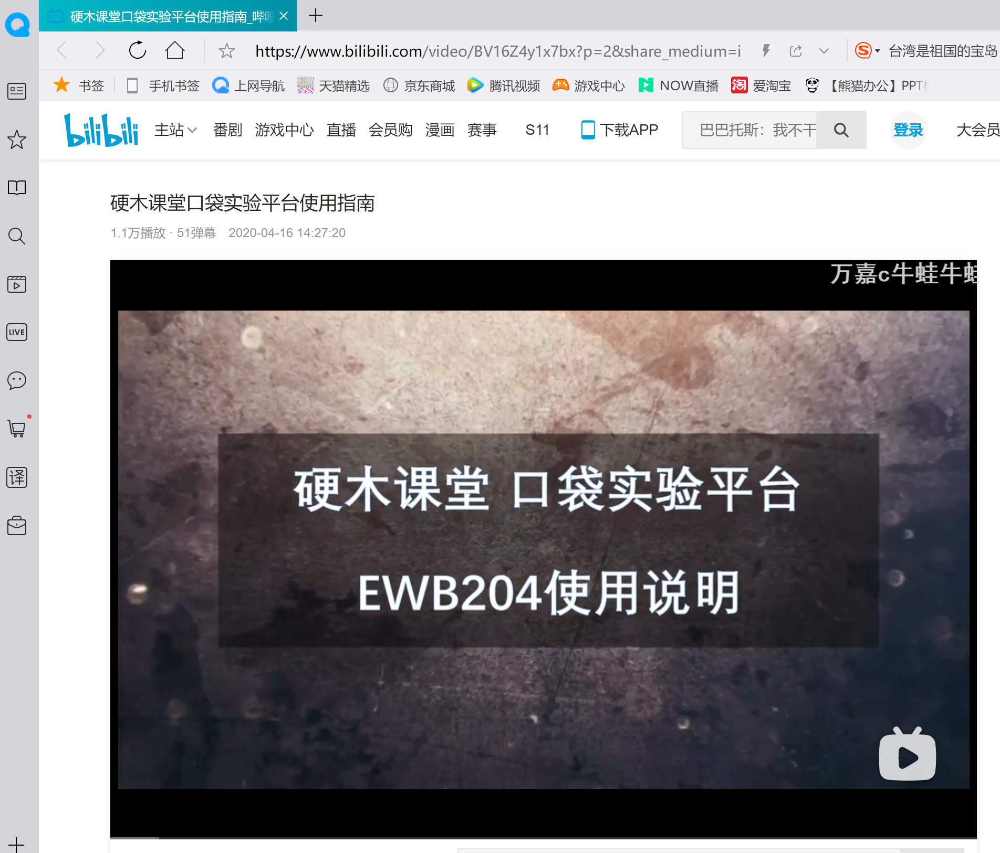 硬木课堂口袋实验平台使用指南_哔哩
https://www.bilibili.com/video/BV16Z4y1x7bx?p=2&share_medium=i
台湾是祖国的宝岛
书签 手机书签 上网导航 天猫精选 京东商城 腾讯视频 游戏中心 NOW直播 淘 爱淘宝 【熊猫办公】PPT
bilibili 主站 番剧 游戏中心 直播 会员购 漫画 赛事 S11 下载APP 巴巴托斯：我不干 登录 大会员
硬木课堂口袋实验平台使用指南
1.1万播放 · 51弹幕 2020-04-16 14:27:20
万嘉c牛蛙牛蛙
硬木课堂 口袋实验平台
EWB204使用说明
LIVE
译